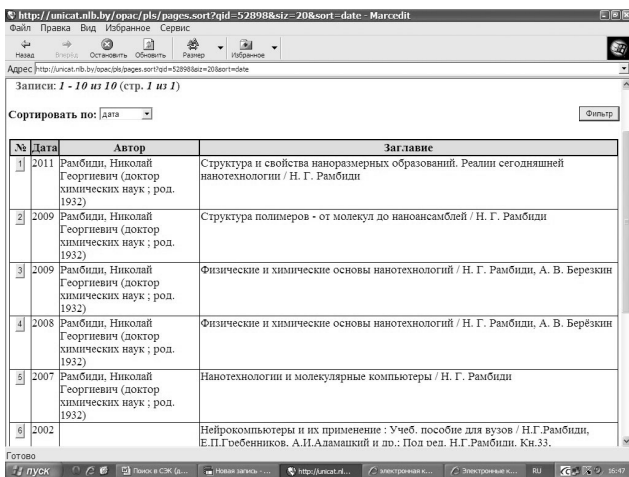 http://unicat.nlb.by/opac/pls/pages.sort?qid=52898&siz=20&sort=date - Marcedit
Файл Правка Вид Избранное Сервис
Назад Вперед Остановить Обновить Размер Избранное
Адрес http://unicat.nlb.by/opac/pls/pages.sort?qid=52898&siz=20&sort=date
Записи: 1 - 10 из 10 (стр. 1 из 1)
Сортировать по: дата Фильтр
№ Дата Автор Заглавие
1 2011 Рамбиди, Николай Структура и свойства наноразмерных образований. Реалии сегодняшней
Георгиевич (доктор нанотехнологии / Н. Г. Рамбиди
химических наук ; род.
1932)
2 2009 Рамбиди, Николай Структура полимеров - от молекул до наноансамблей / Н. Г. Рамбиди
Георгиевич (доктор
химических наук ; род.
1932)
3 2009 Рамбиди, Николай Физические и химические основы нанотехнологий / Н. Г. Рамбиди, А. В. Березкин
Георгиевич (доктор
химических наук ; род.
1932)
4 2008 Рамбиди, Николай Физические и химические основы нанотехнологий / Н. Г. Рамбиди, А. В. Берёзкин
Георгиевич (доктор
химических наук ; род.
1932)
5 2007 Рамбиди, Николай Нанотехнологии и молекулярные компьютеры / Н. Г. Рамбиди
Георгиевич (доктор
химических наук ; род.
1932)
6 2002 Нейрокомпьютеры и их применение : Учеб. пособие для вузов / Н.Г.Рамбиди,
Е.П.Гребенников, А.И.Адамацкий и др.; Под ред. Н.Г.Рамбиди. Кн.33,
Готово
пуск Поиск в СЭК (д... Новая запись - ... http://unicat.nl... электронная к... Электронные к... RU 16:47